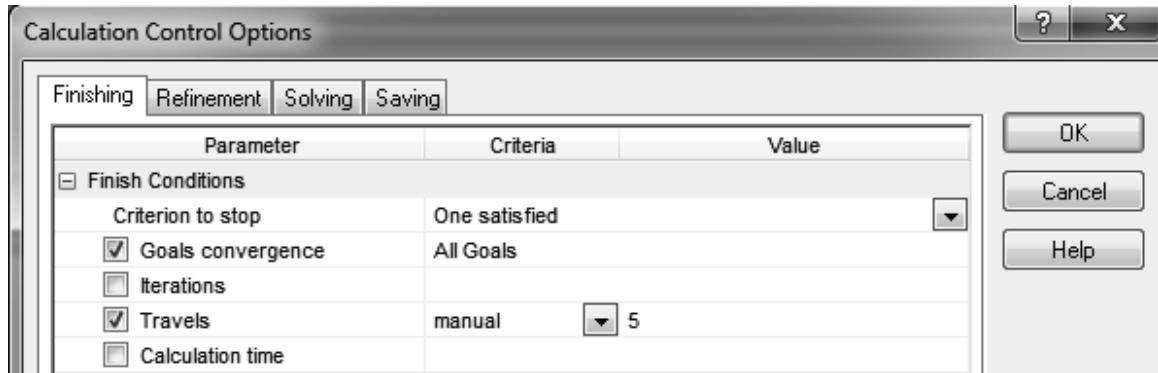 Calculation Control Options
? X
Finishing Refinement Solving Saving
Parameter Criteria Value
Finish Conditions
Criterion to stop One satisfied
Goals convergence All Goals
Iterations
Travels manual 5
Calculation time
OK
Cancel
Help